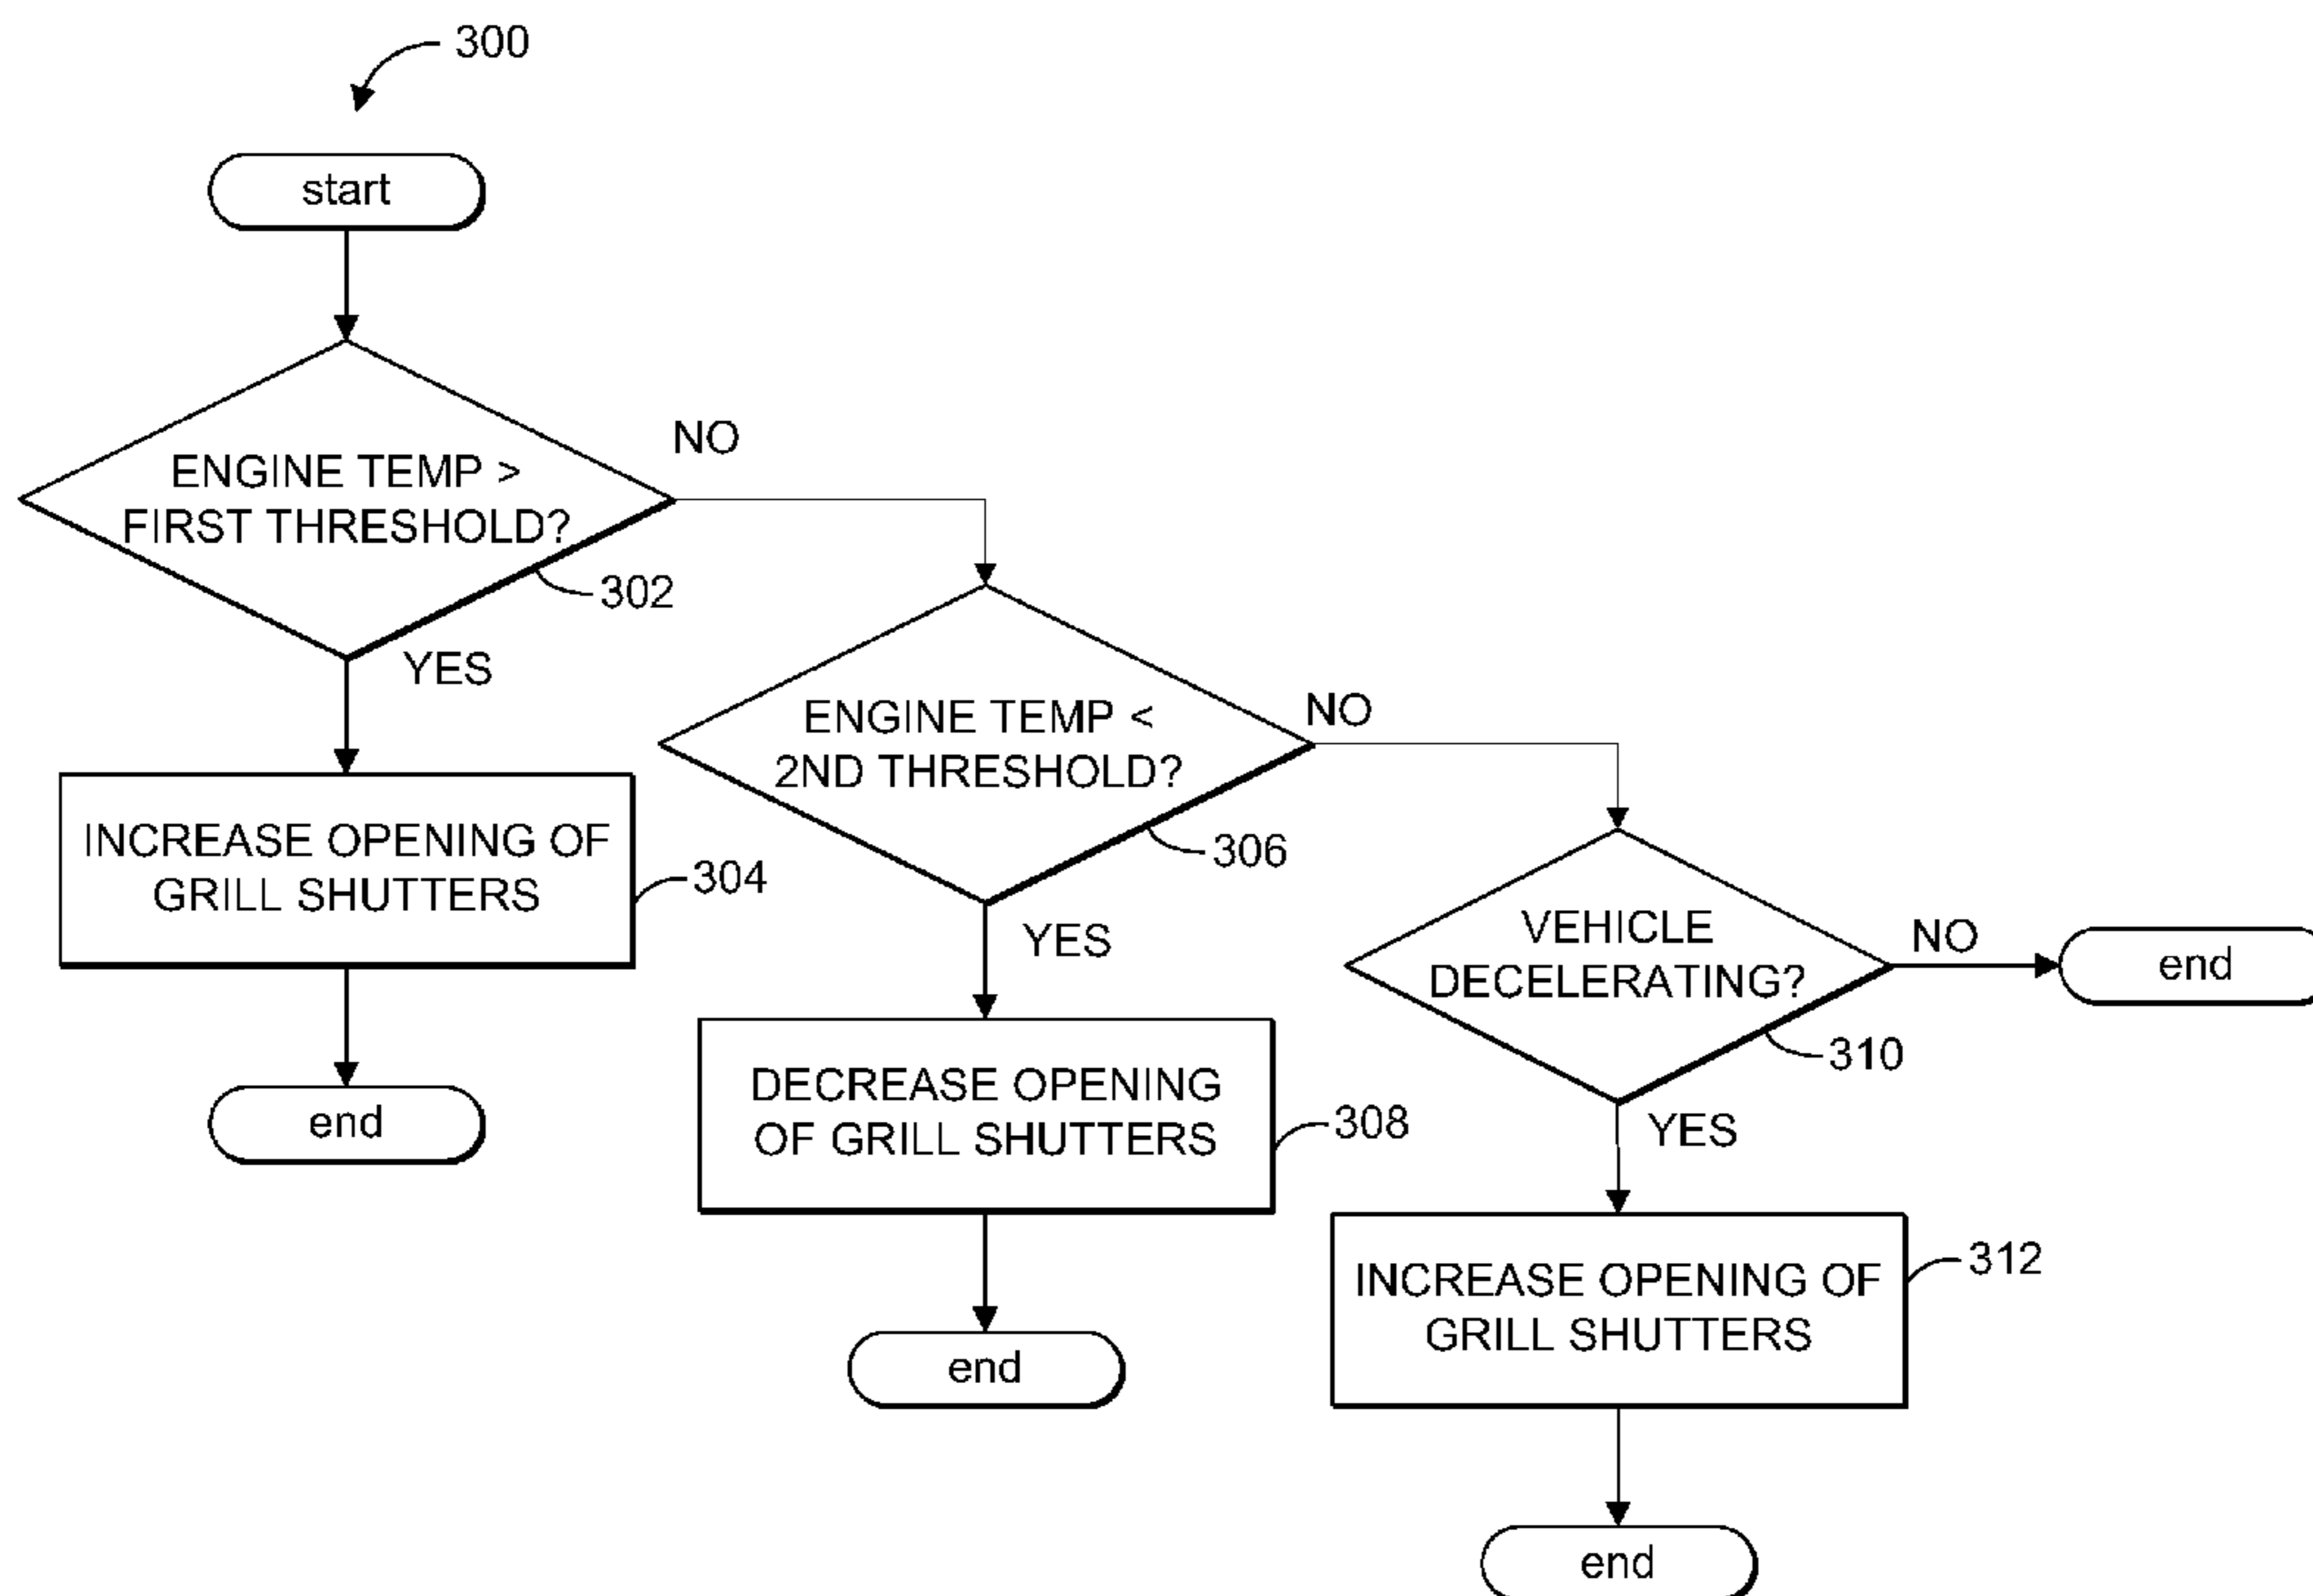 300
start
ENGINE TEMP >
FIRST THRESHOLD?
NO
302
YES
INCREASE OPENING OF
GRILL SHUTTERS
304
end
ENGINE TEMP <
2ND THRESHOLD?
NO
306
YES
DECREASE OPENING
OF GRILL SHUTTERS
308
end
VEHICLE
DECELERATING?
NO
end
310
YES
INCREASE OPENING OF
GRILL SHUTTERS
312
end